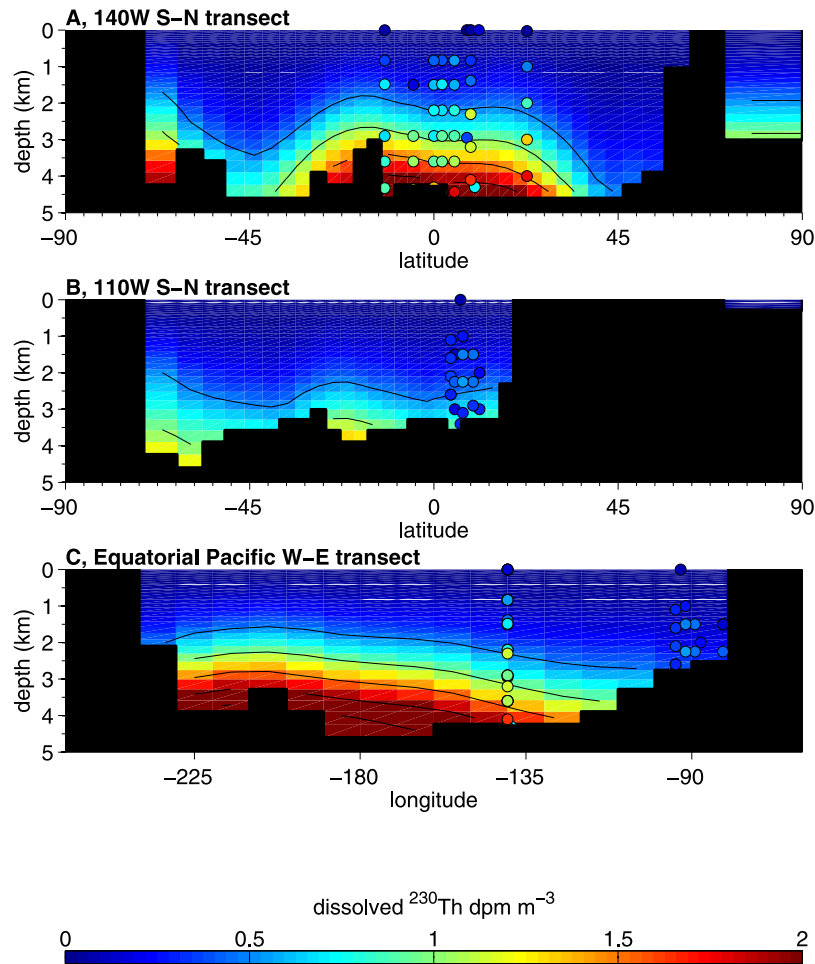 A, 140W S−N transect
0
1
2
3
4
5
depth (km)
−90 −45 0 45 90
latitude
B, 110W S−N transect
0
1
2
3
4
5
depth (km)
−90 −45 0 45 90
latitude
C, Equatorial Pacific W−E transect
0
1
2
3
4
5
depth (km)
−225 −180 −135 −90
longitude
dissolved ²³⁰Th dpm m⁻³
0 0.5 1 1.5 2